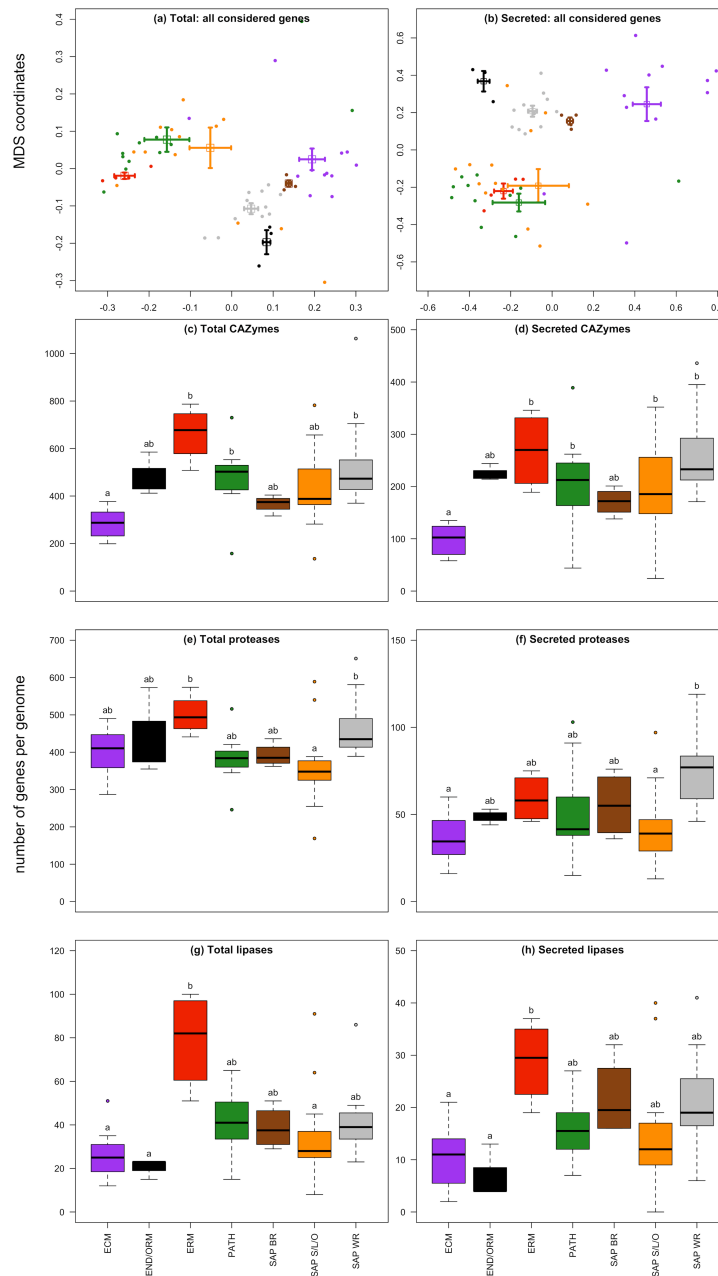 (a) Total: all considered genes
(b) Secreted: all considered genes
MDS coordinates
0.4
0.3
0.2
0.1
0.0
-0.1
-0.2
-0.3
0.6
0.4
0.2
0.0
-0.2
-0.4
-0.6
-0.3 -0.2 -0.1 0.0 0.1 0.2 0.3
-0.6 -0.4 -0.2 0.0 0.2 0.4 0.6 0.8
(c) Total CAZymes
(d) Secreted CAZymes
1000
800
600
400
200
0
a ab b b ab ab b
500
400
300
200
100
0
a ab b b ab b b
number of genes per genome
(e) Total proteases
(f) Secreted proteases
700
600
500
400
300
200
100
0
ab ab b ab ab a b
150
100
50
0
a ab ab ab ab a b
(g) Total lipases
(h) Secreted lipases
120
100
80
60
40
20
0
a a b ab ab ab ab
50
40
30
20
10
0
a a b ab ab ab ab
ECM
END/ORM
ERM
PATH
SAP BR
SAP S/L/O
SAP WR
ECM
END/ORM
ERM
PATH
SAP BR
SAP S/L/O
SAP WR